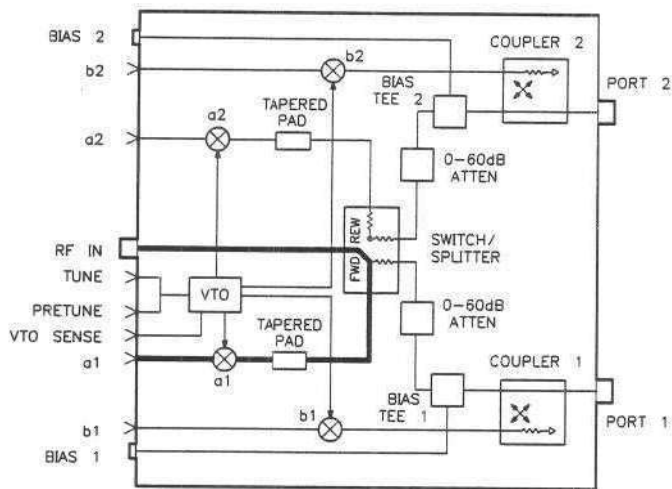 BIAS 2
b2
a2
RF IN
TUNE
PRETUNE
VTO SENSE
a1
b1
BIAS 1
b2
a2
TAPERED
PAD
BIAS
TEE 2
COUPLER 2
PORT 2
0-60dB
ATTEN
REW
FWD
SWITCH/
SPLITTER
VTO
TAPERED
PAD
a1
b1
0-60dB
ATTEN
BIAS
TEE 1
COUPLER 1
PORT 1